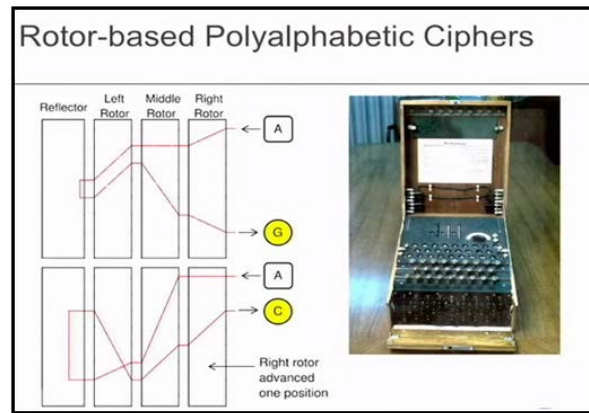 Rotor-based Polyalphabetic Ciphers
Reflector
Left
Rotor
Middle
Rotor
Right
Rotor
A
G
A
C
Right rotor
advanced
one position